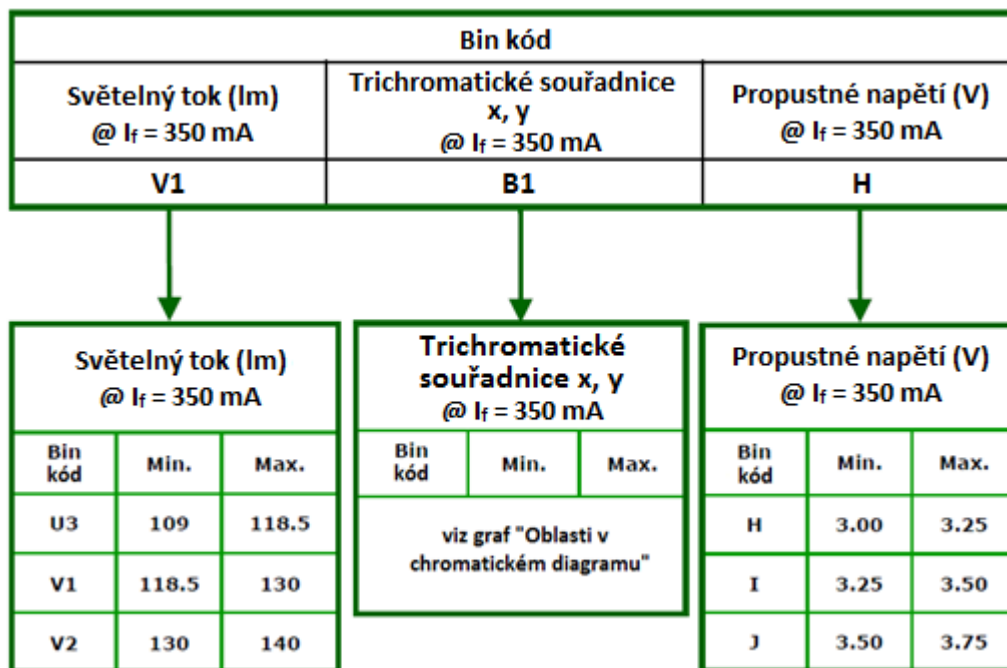 Bin kód
Světelný tok (lm)
@ If = 350 mA
Trichromatické souřadnice
x, y
@ If = 350 mA
Propustné napětí (V)
@ If = 350 mA
V1 B1 H
Světelný tok (lm)
@ If = 350 mA
Bin kód Min. Max.
U3 109 118.5
V1 118.5 130
V2 130 140
Trichromatické
souřadnice x, y
@ If = 350 mA
Bin kód Min. Max.
viz graf "Oblasti v
chromatickém diagramu"
Propustné napětí (V)
@ If = 350 mA
Bin kód Min. Max.
H 3.00 3.25
I 3.25 3.50
J 3.50 3.75